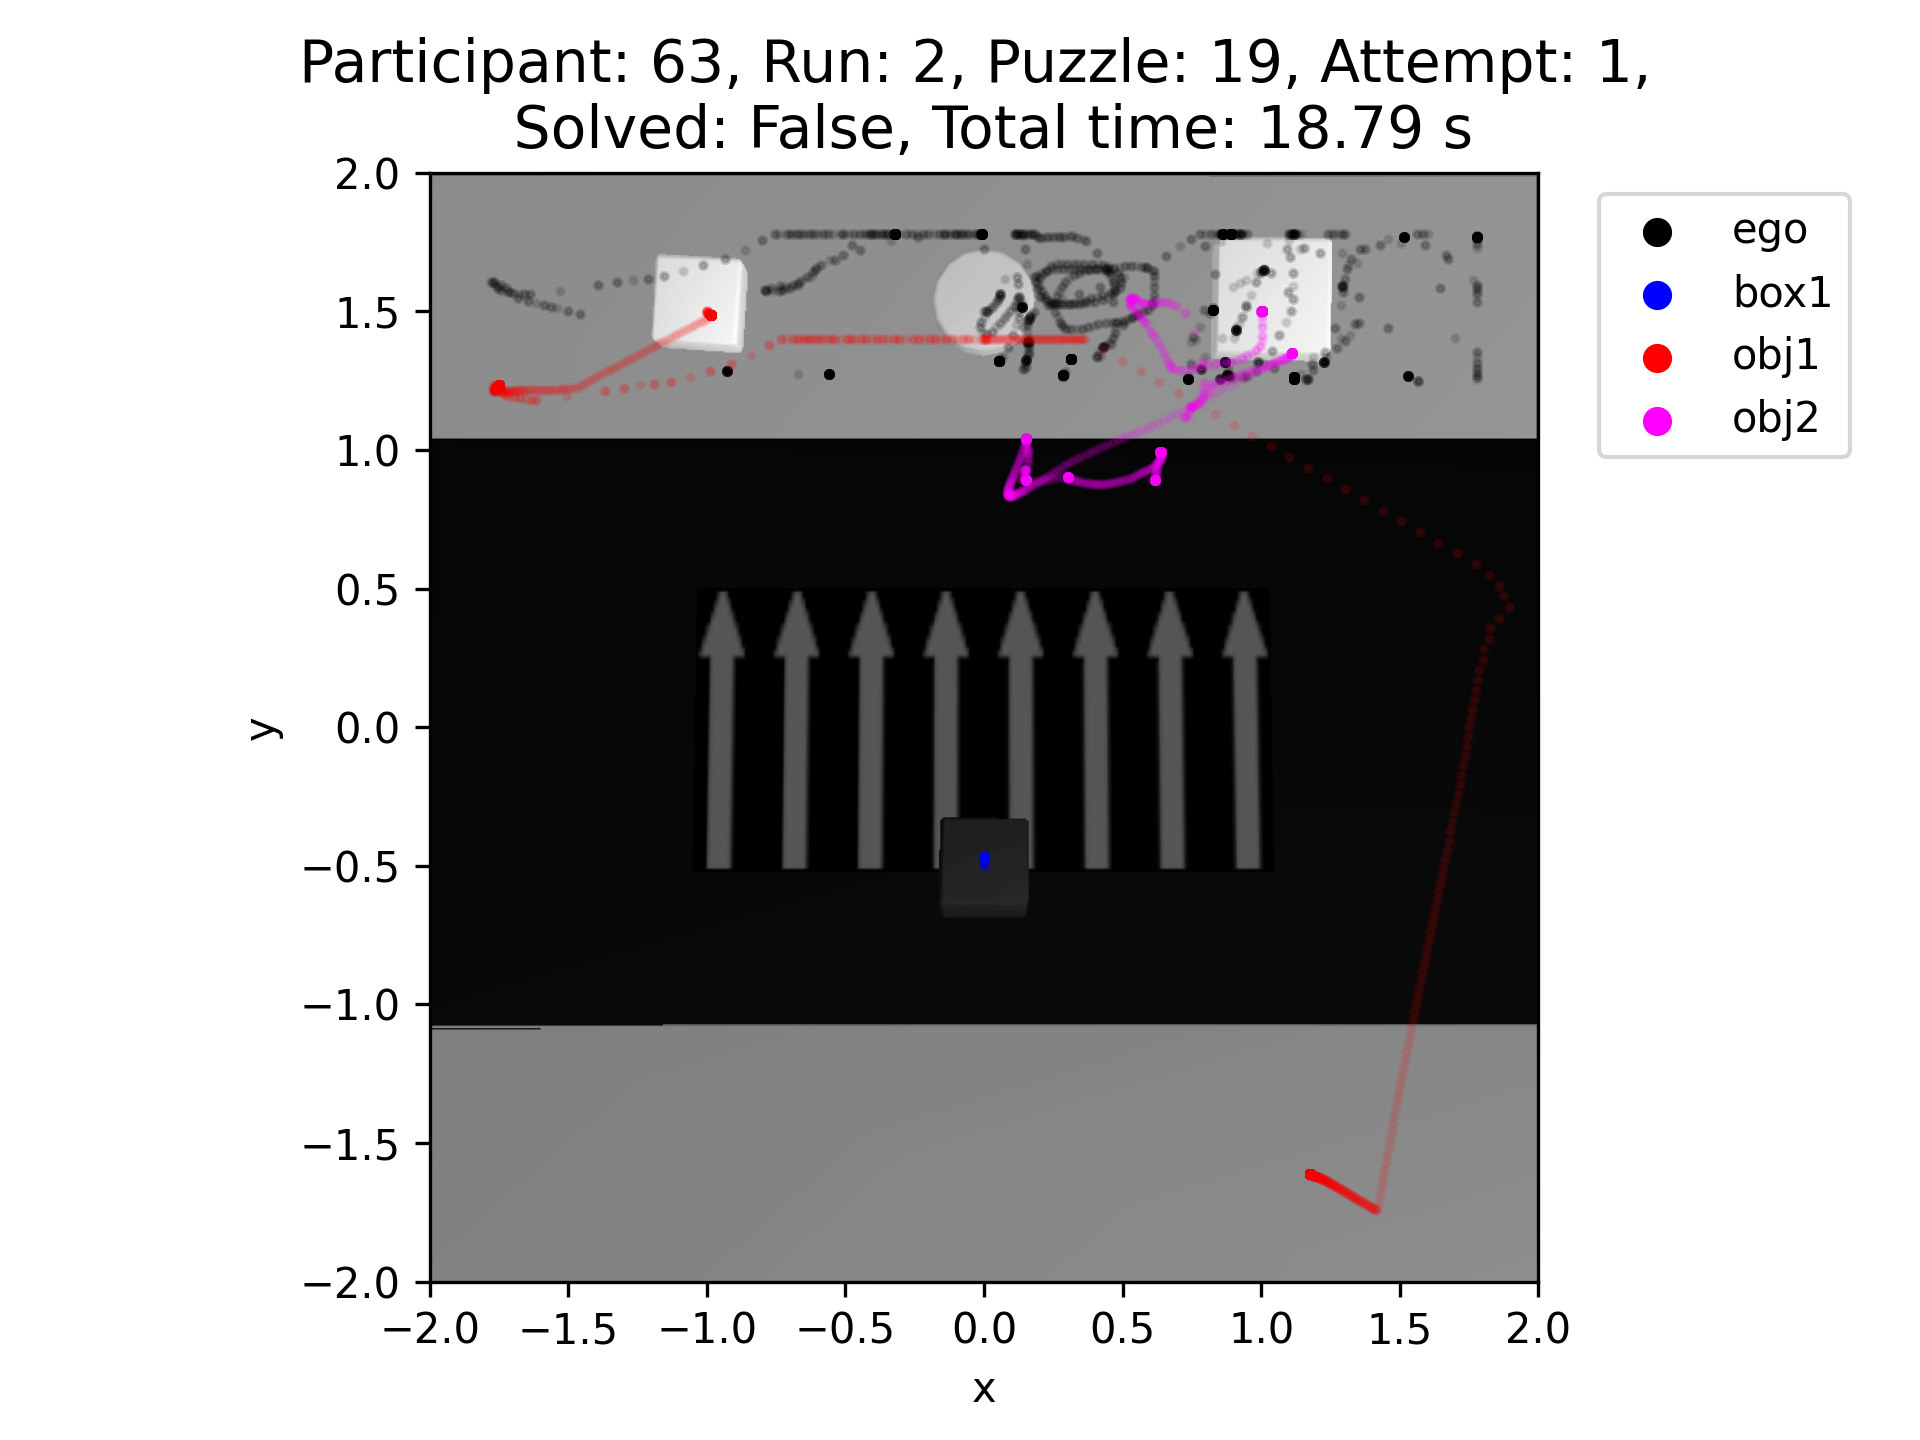 Participant: 63, Run: 2, Puzzle: 19, Attempt: 1,
Solved: False, Total time: 18.79 s
2.0
1.5
1.0
0.5
0.0
−0.5
−1.0
−1.5
−2.0
y
−2.0 −1.5 −1.0 −0.5 0.0 0.5 1.0 1.5 2.0
x
ego
box1
obj1
obj2